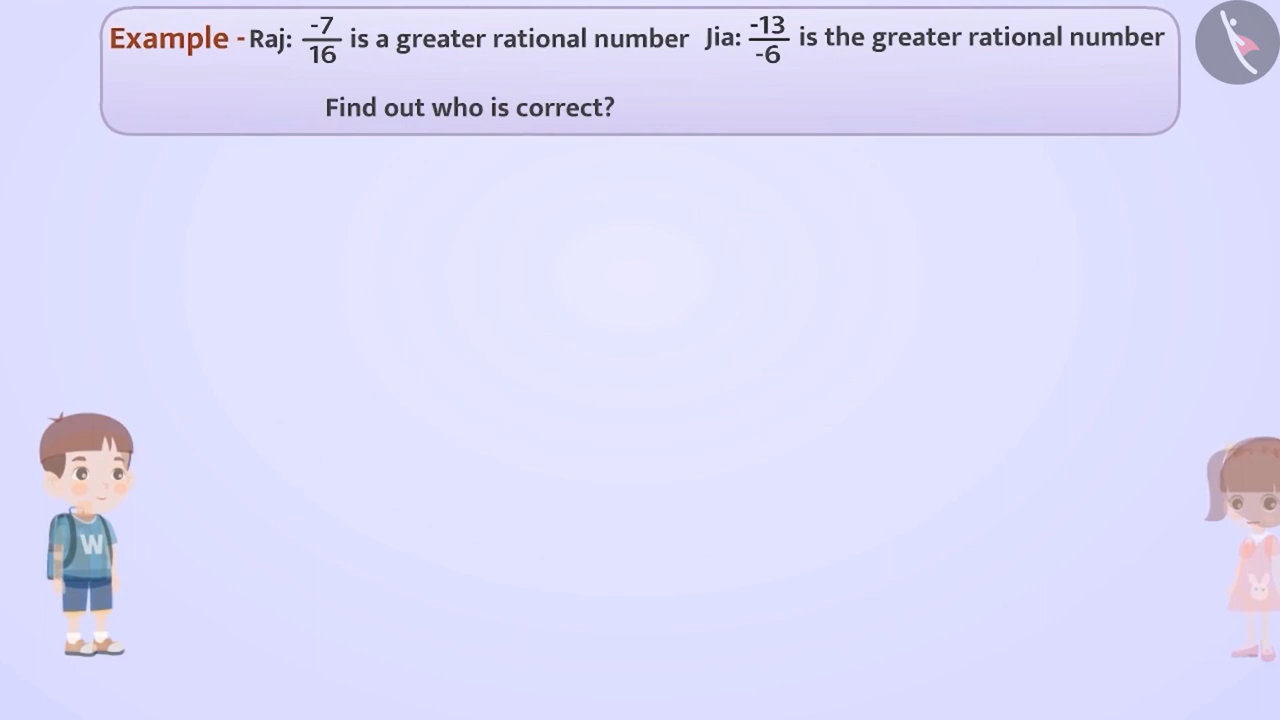 Example - Raj: -7/16 is a greater rational number Jia: -13/-6 is the greater rational number
Find out who is correct?
W